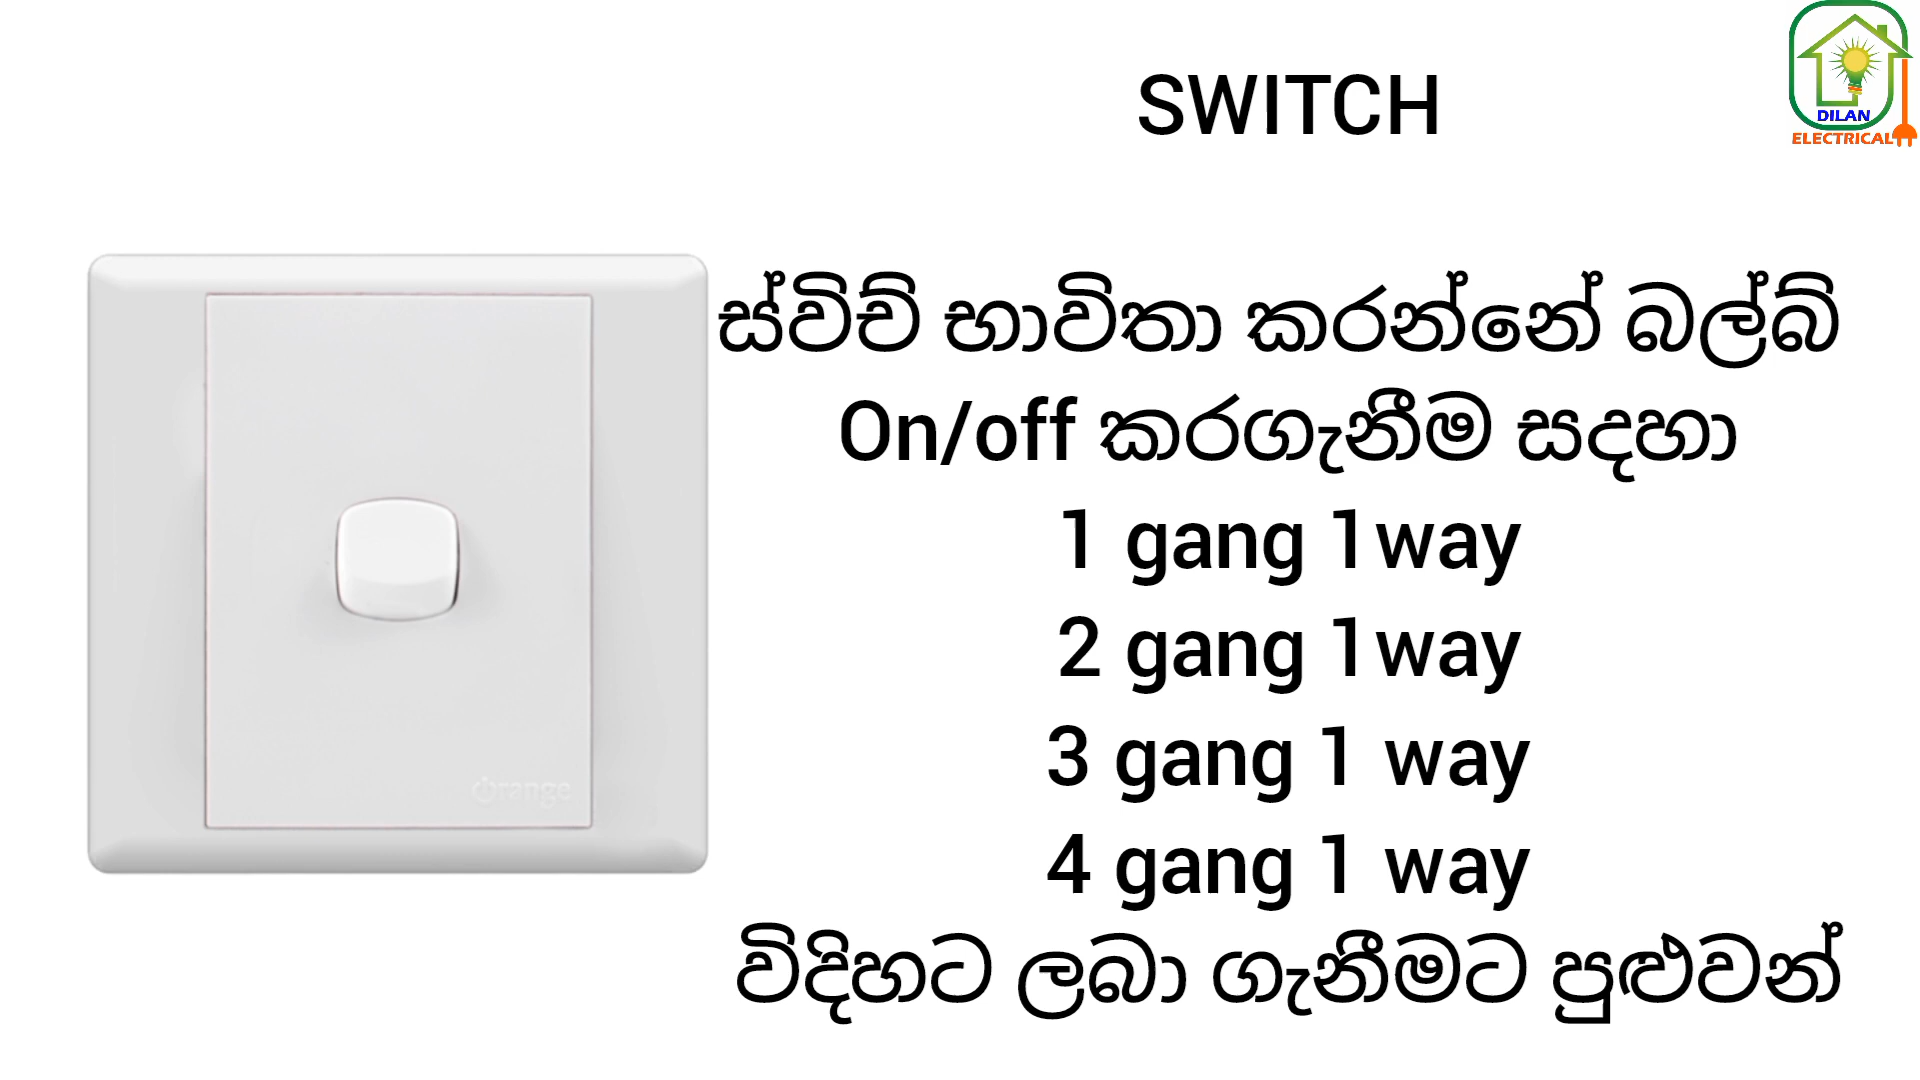 SWITCH
DILAN
ELECTRICAL
ස්විච් භාවිතා කරන්නේ බල්බ්
On/off කරගැනීම සදහා
1 gang 1way
2 gang 1way
3 gang 1 way
4 gang 1 way
විදිහට ලබා ගැනීමට පුළුවන්
Orange